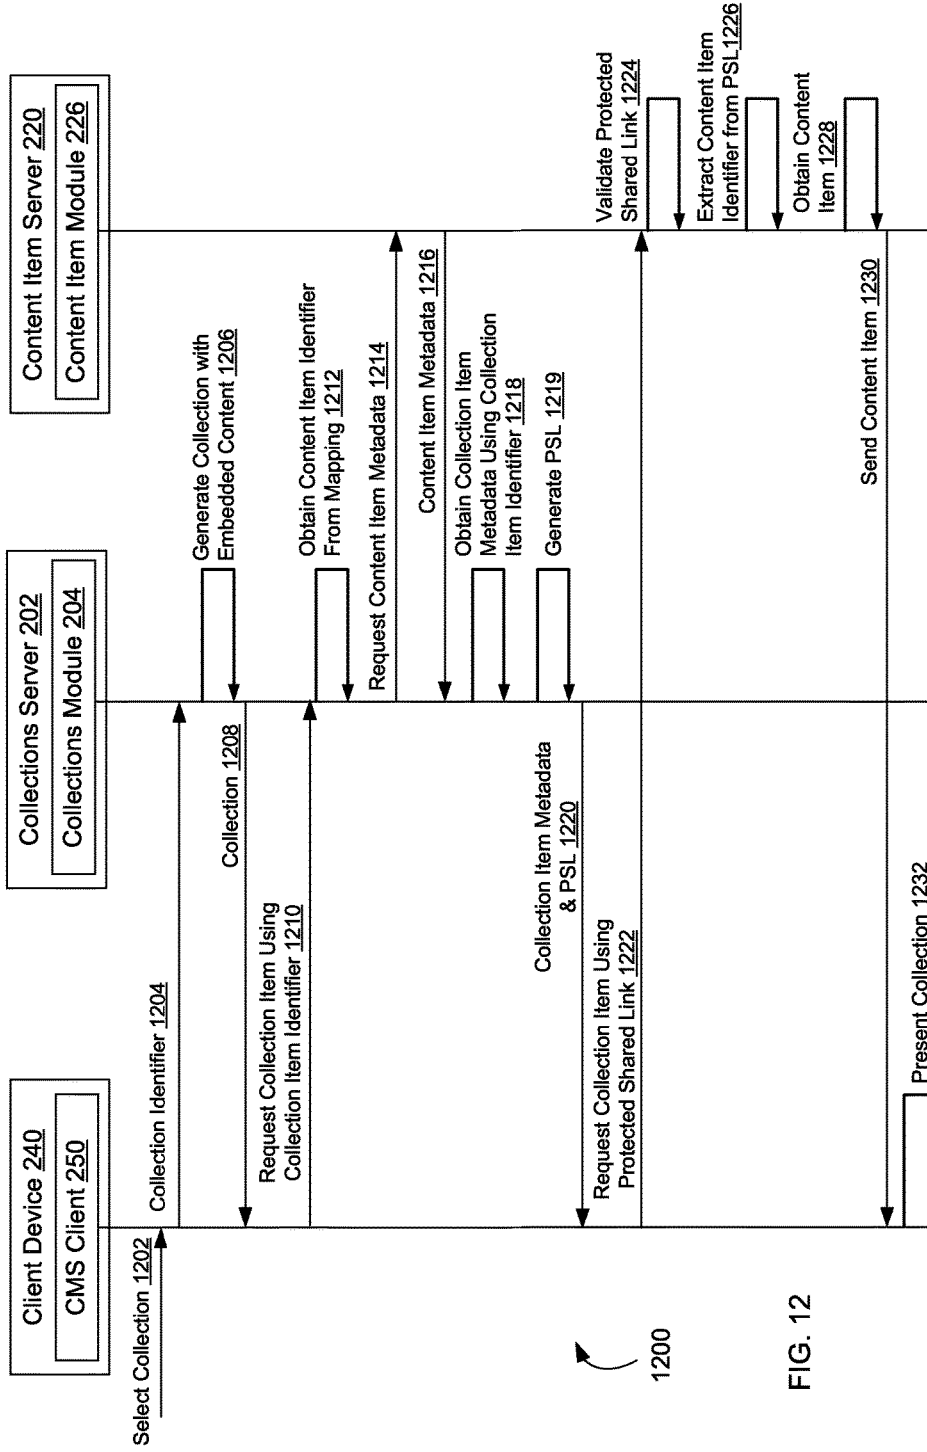 Client Device 240
CMS Client 250
Collections Server 202
Collections Module 204
Content Item Server 220
Content Item Module 226
Select Collection 1202
Collection Identifier 1204
Generate Collection with
Embedded Content 1206
Collection 1208
Request Collection Item Using
Collection Item Identifier 1210
Obtain Content Item Identifier
From Mapping 1212
Request Content Item Metadata 1214
Content Item Metadata 1216
Obtain Collection Item
Metadata Using Collection
Item Identifier 1218
Generate PSL 1219
Collection Item Metadata
& PSL 1220
Request Collection Item Using
Protected Shared Link 1222
Validate Protected
Shared Link 1224
Extract Content Item
Identifier from PSL1226
Obtain Content
Item 1228
Send Content Item 1230
Present Collection 1232
1200
FIG. 12